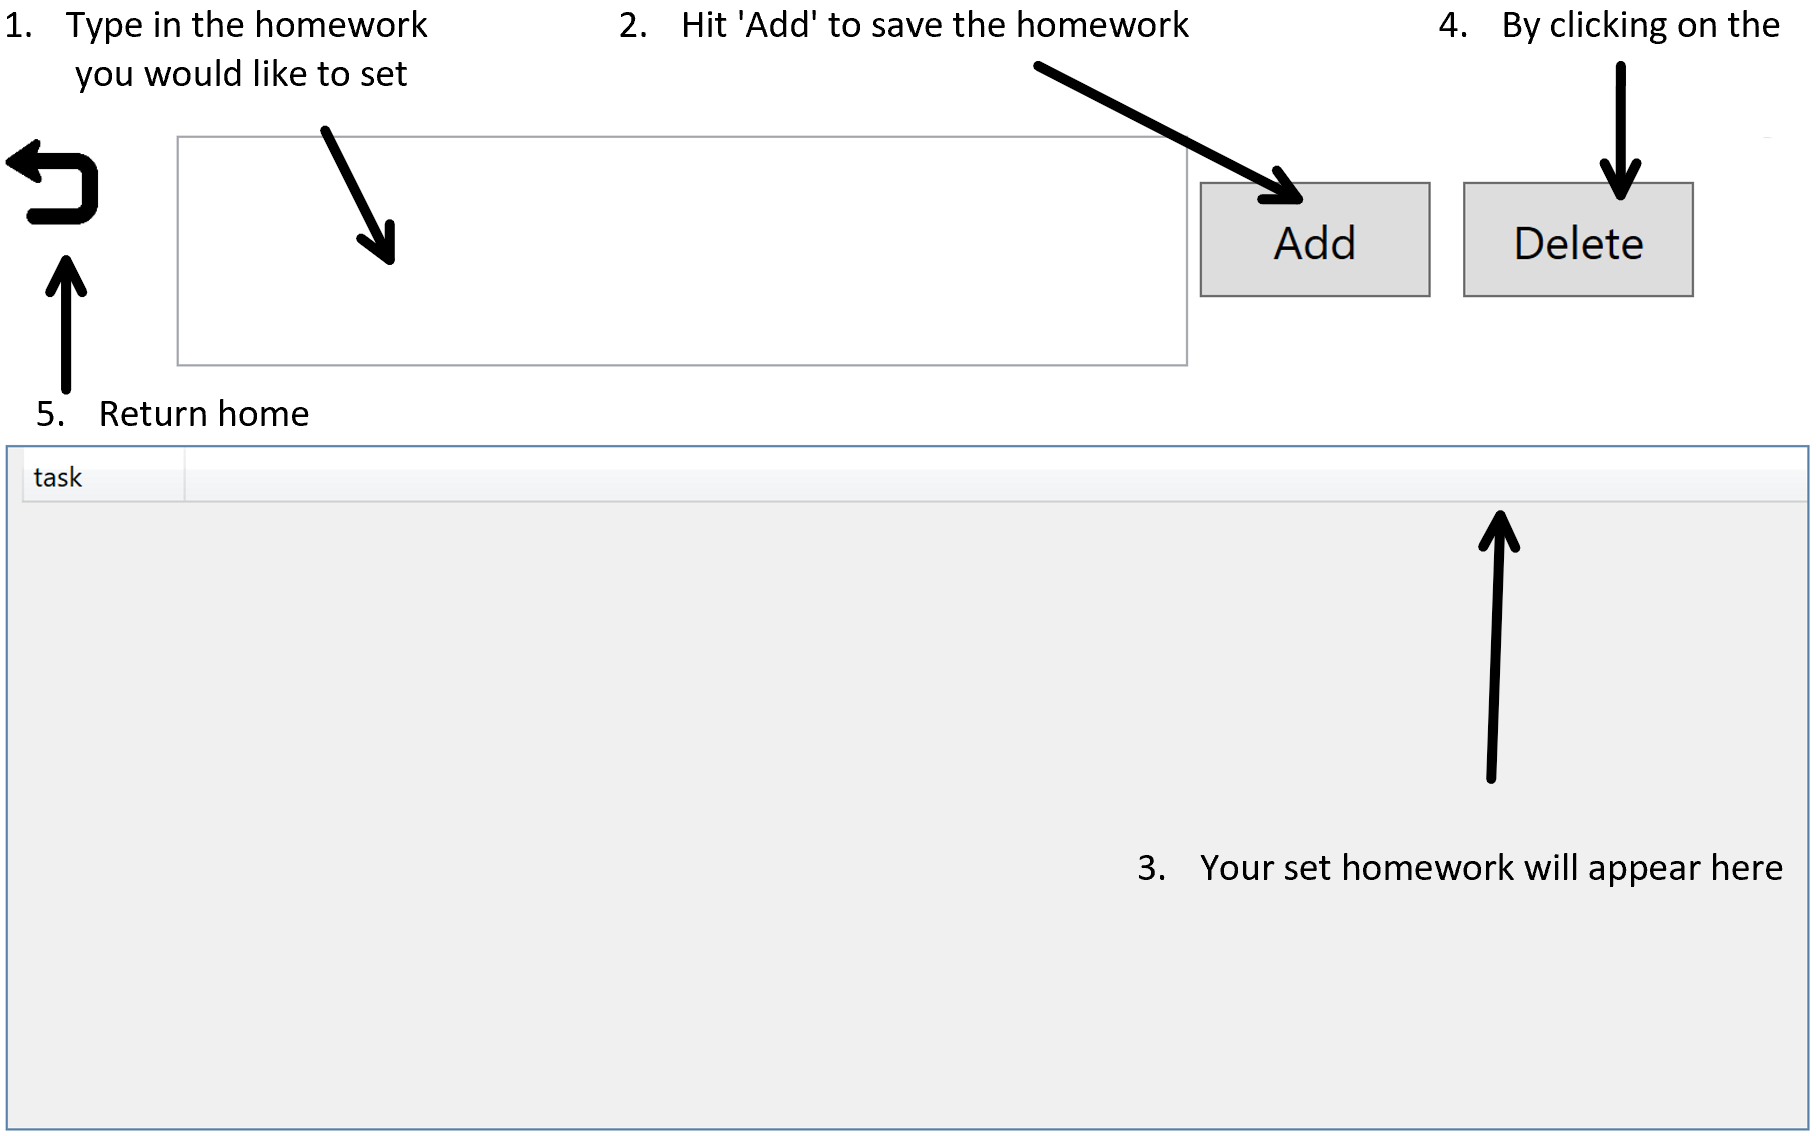 1. Type in the homework
you would like to set
2. Hit 'Add' to save the homework
4. By clicking on the
Add
Delete
5. Return home
task
3. Your set homework will appear here